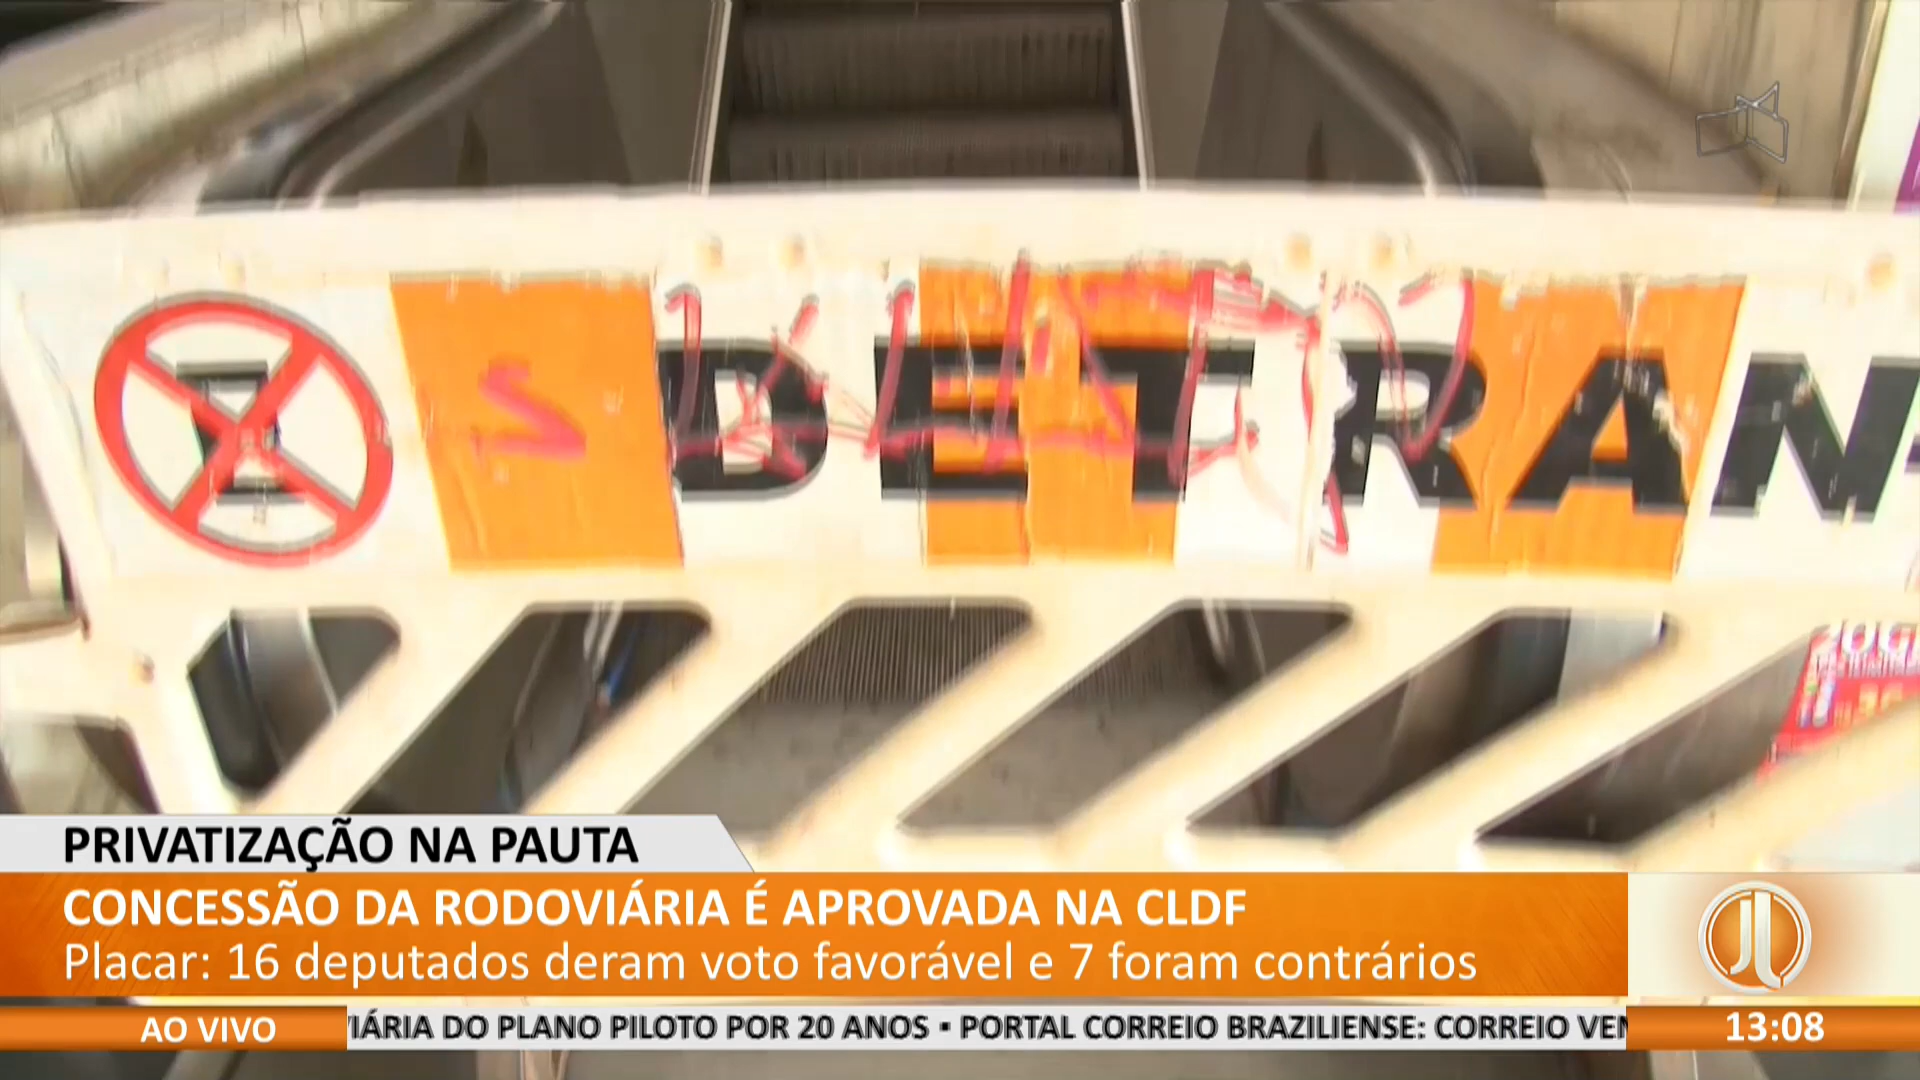 DETRAN
PRIVATIZAÇÃO NA PAUTA
CONCESSÃO DA RODOVIÁRIA É APROVADA NA CLDF
Placar: 16 deputados deram voto favorável e 7 foram contrários
AO VIVO
IÁRIA DO PLANO PILOTO POR 20 ANOS ▪ PORTAL CORREIO BRAZILIENSE: CORREIO VEN
13:08